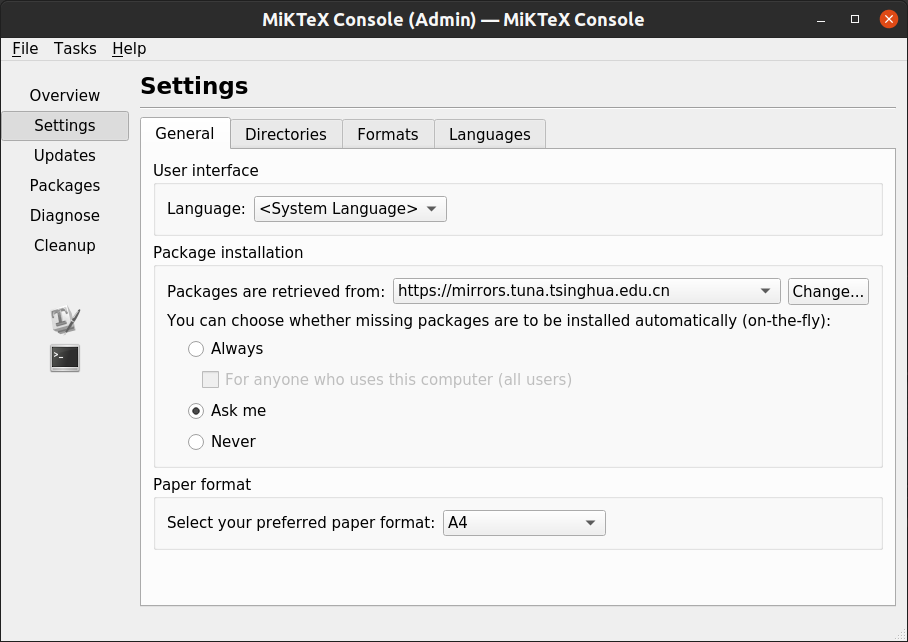 MiKTeX Console (Admin) — MiKTeX Console
File Tasks Help
Settings
Overview
Settings
Updates
Packages
Diagnose
Cleanup
General Directories Formats Languages
User interface
Language: <System Language>
Package installation
Packages are retrieved from: https://mirrors.tuna.tsinghua.edu.cn Change...
You can choose whether missing packages are to be installed automatically (on-the-fly):
Always
For anyone who uses this computer (all users)
Ask me
Never
Paper format
Select your preferred paper format: A4